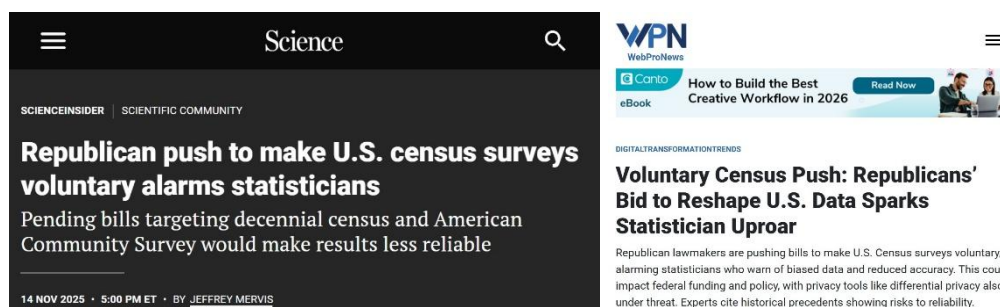 Science
SCIENCEINSIDER | SCIENTIFIC COMMUNITY
Republican push to make U.S. census surveys
voluntary alarms statisticians
Pending bills targeting decennial census and American
Community Survey would make results less reliable
14 NOV 2025 • 5:00 PM ET • BY JEFFREY MERVIS
WPN
WebProNews
Canto
eBook
How to Build the Best
Creative Workflow in 2026
Read Now
DIGITALTRANSFORMATIONTRENDS
Voluntary Census Push: Republicans’
Bid to Reshape U.S. Data Sparks
Statistician Uproar
Republican lawmakers are pushing bills to make U.S. Census surveys voluntary,
alarming statisticians who warn of biased data and reduced accuracy. This cou
impact federal funding and policy, with privacy tools like differential privacy also
under threat. Experts cite historical precedents showing risks to reliability.